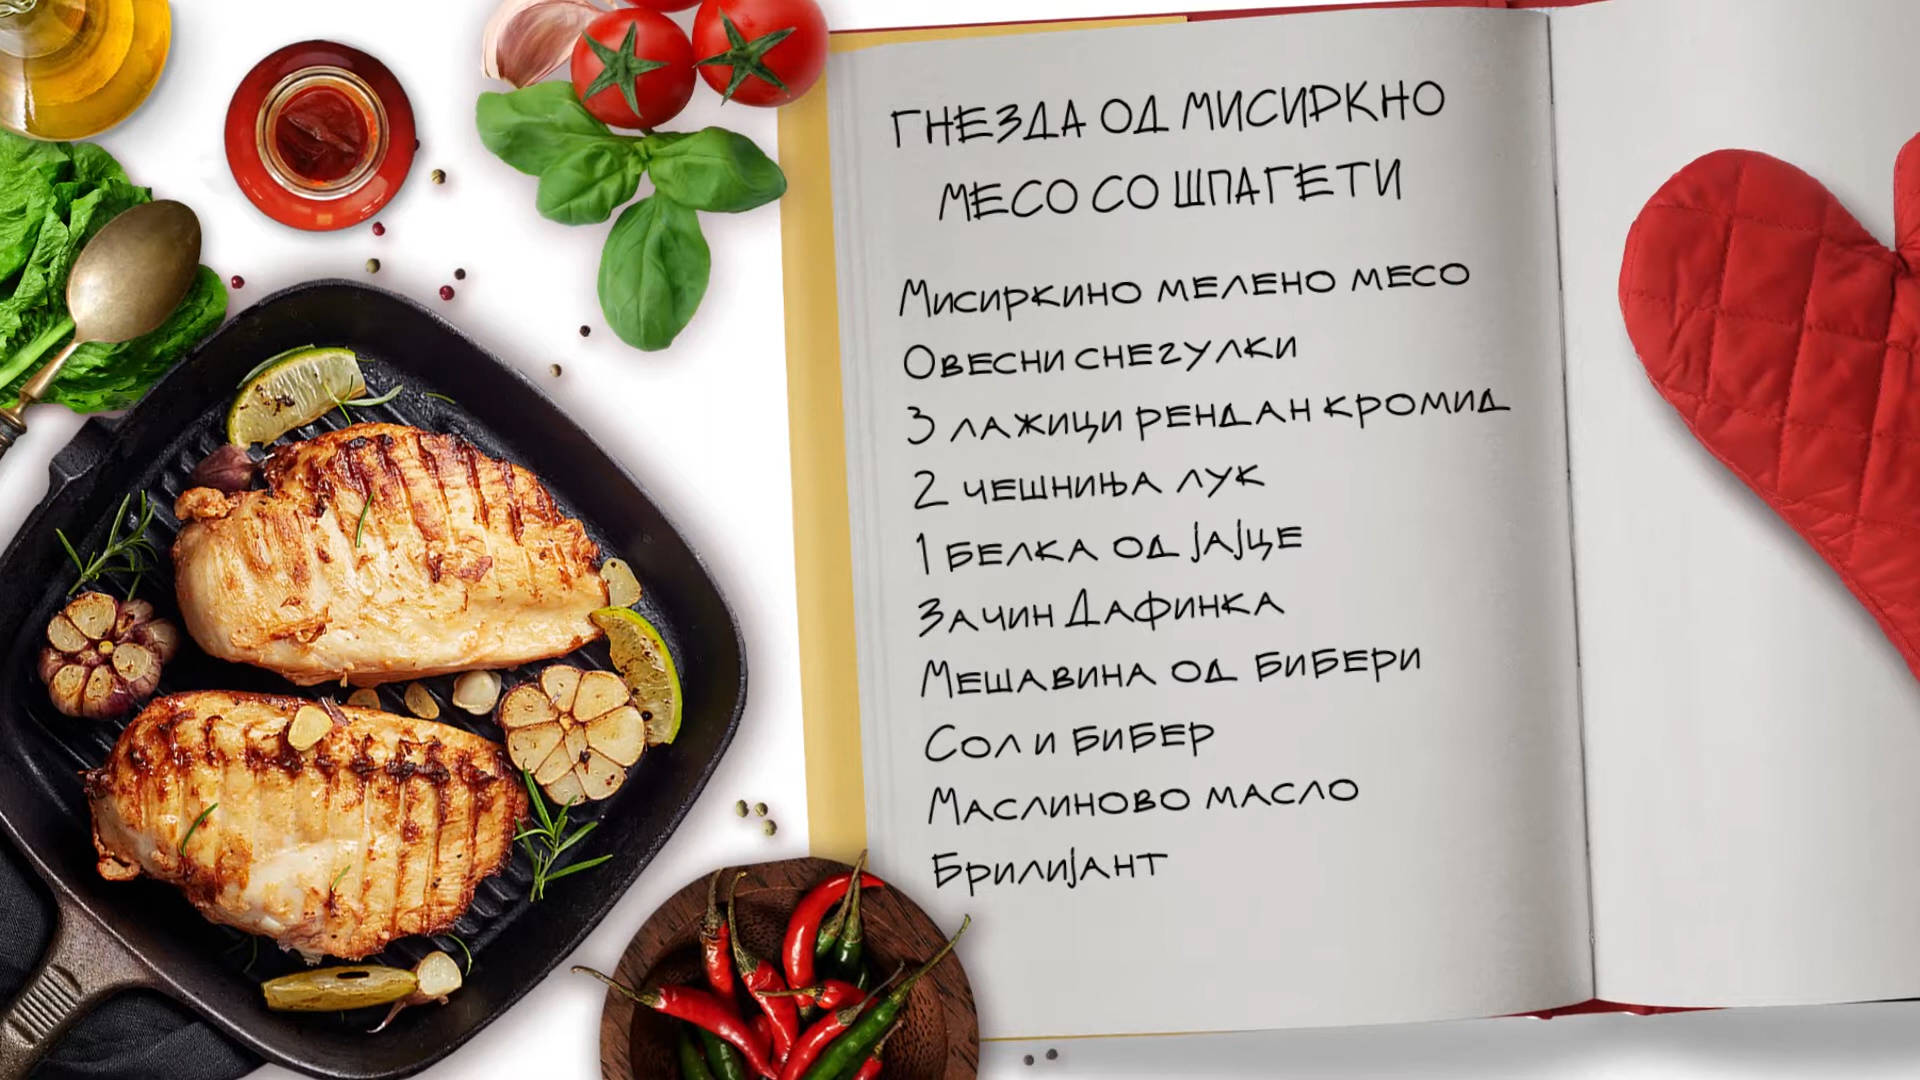 ГНЕЗДА ОД МИСИРКНО
МЕСО СО ШПАГЕТИ
Мисиркино мелено месо
Овесни снегулки
3 лажици рендан кромид
2 чешниња лук
1 белка од јајце
Зачин Дафинка
Мешавина од бибери
Сол и бибер
Маслиново масло
Брилијант